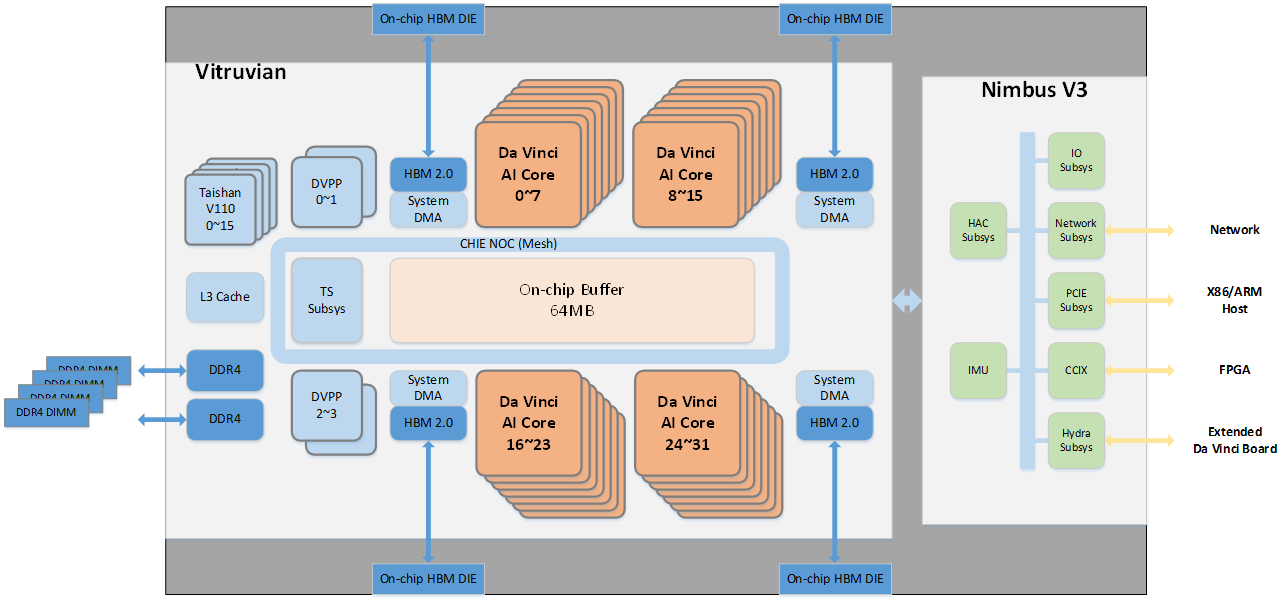 On-chip HBM DIE
On-chip HBM DIE
Vitruvian
Nimbus V3
Taishan
V110
0~15
DVPP
0~1
HBM 2.0
System
DMA
Da Vinci
AI Core
0~7
Da Vinci
AI Core
8~15
HBM 2.0
System
DMA
CHIE NOC (Mesh)
L3 Cache
TS
Subsys
On-chip Buffer
64MB
DDR4
DDR4
DDR4 DIMM
DDR4 DIMM
DDR4 DIMM
DDR4 DIMM
DVPP
2~3
System
DMA
HBM 2.0
Da Vinci
AI Core
16~23
Da Vinci
AI Core
24~31
System
DMA
HBM 2.0
On-chip HBM DIE
On-chip HBM DIE
IO
Subsys
HAC
Subsys
Network
Subsys
Network
PCIE
Subsys
X86/ARM
Host
IMU
CCIX
FPGA
Hydra
Subsys
Extended
Da Vinci Board